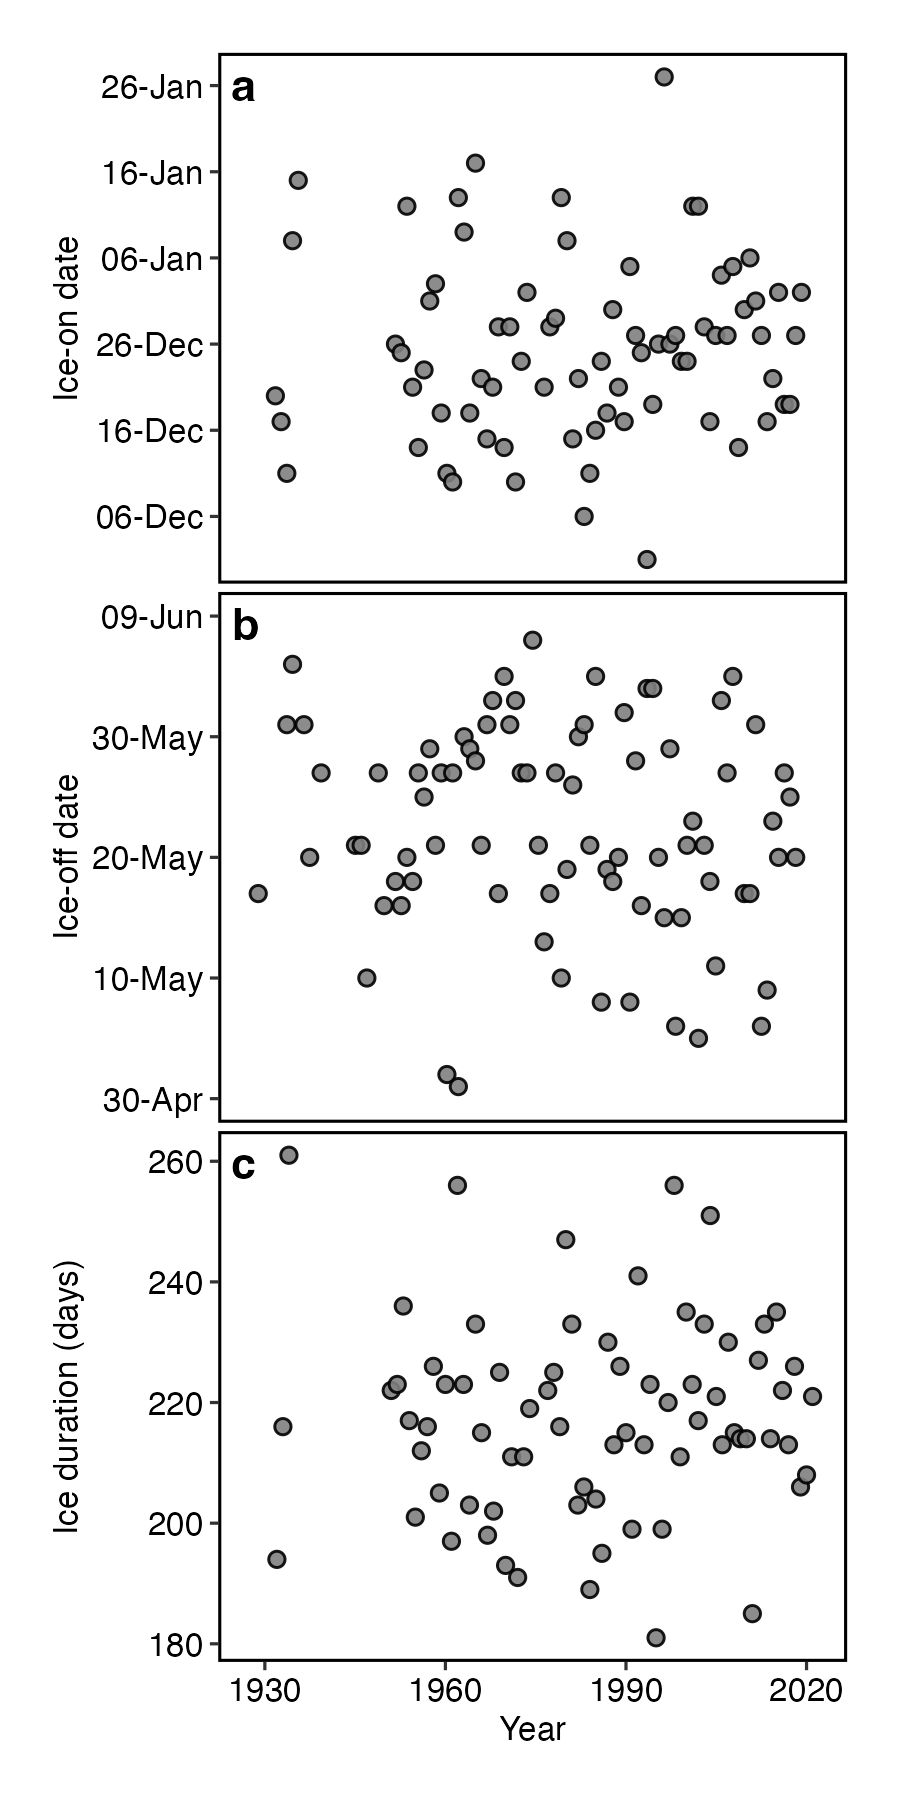 a
26-Jan
16-Jan
06-Jan
26-Dec
16-Dec
06-Dec
Ice-on date
b
09-Jun
30-May
20-May
10-May
30-Apr
Ice-off date
c
260
240
220
200
180
Ice duration (days)
1930 1960 1990 2020
Year